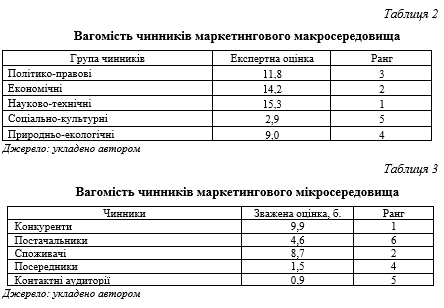 Таблиця 2
Вагомість чинників маркетингового макросередовища
Група чинників Експертна оцінка Ранг
Політико-правові 11,8 3
Економічні 14,2 2
Науково-технічні 15,3 1
Соціально-культурні 2,9 5
Природньо-екологічні 9,0 4
Джерело: укладено автором
Таблиця 3
Вагомість чинників маркетингового мікросередовища
Чинники Зважена оцінка, б. Ранг
Конкуренти 9,9 1
Постачальники 4,6 6
Споживачі 8,7 2
Посередники 1,5 4
Контактні аудиторії 0,9 5
Джерело: укладено автором